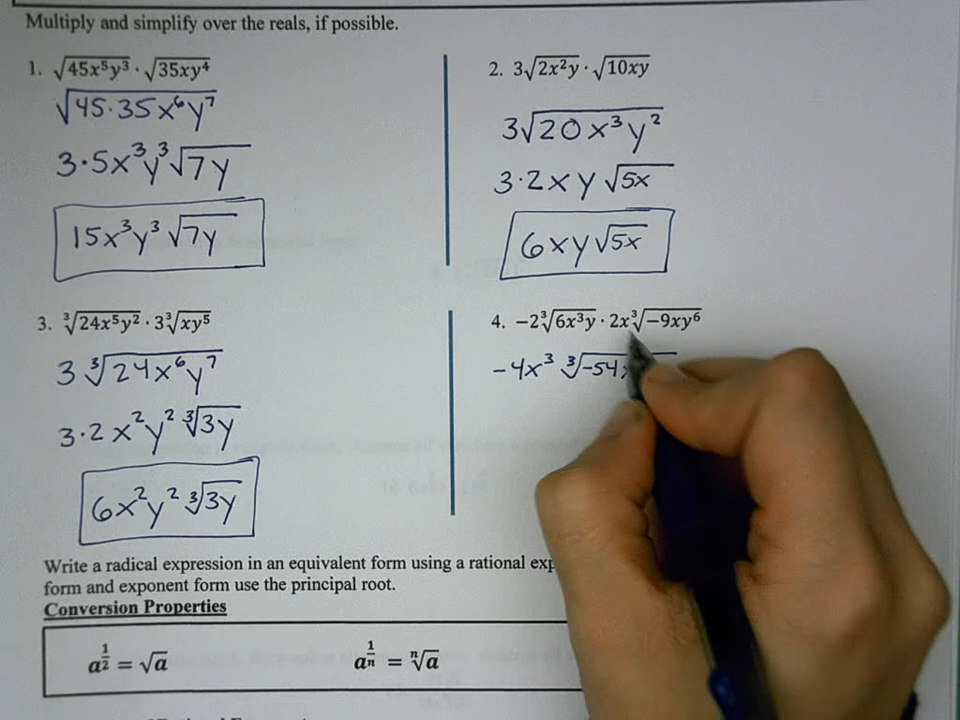 Multiply and simplify over the reals, if possible.
1. √45x⁵y³ · √35xy⁴
√45·35x⁶y⁷
3·5x³y³√7y
15x³y³√7y
2. 3√2x²y · √10xy
3√20x³y²
3·2xy√5x
6xy√5x
3. ∛24x⁵y² · 3∛xy⁵
3∛24x⁶y⁷
3·2x²y²∛3y
6x²y²∛3y
4. −2∛6x³y · 2x∛−9xy⁶
−4x³∛−54
Write a radical expression in an equivalent form using a rational
form and exponent form use the principal root.
Conversion Properties
a^(1/2) = √a
a^(1/n) = ⁿ√a